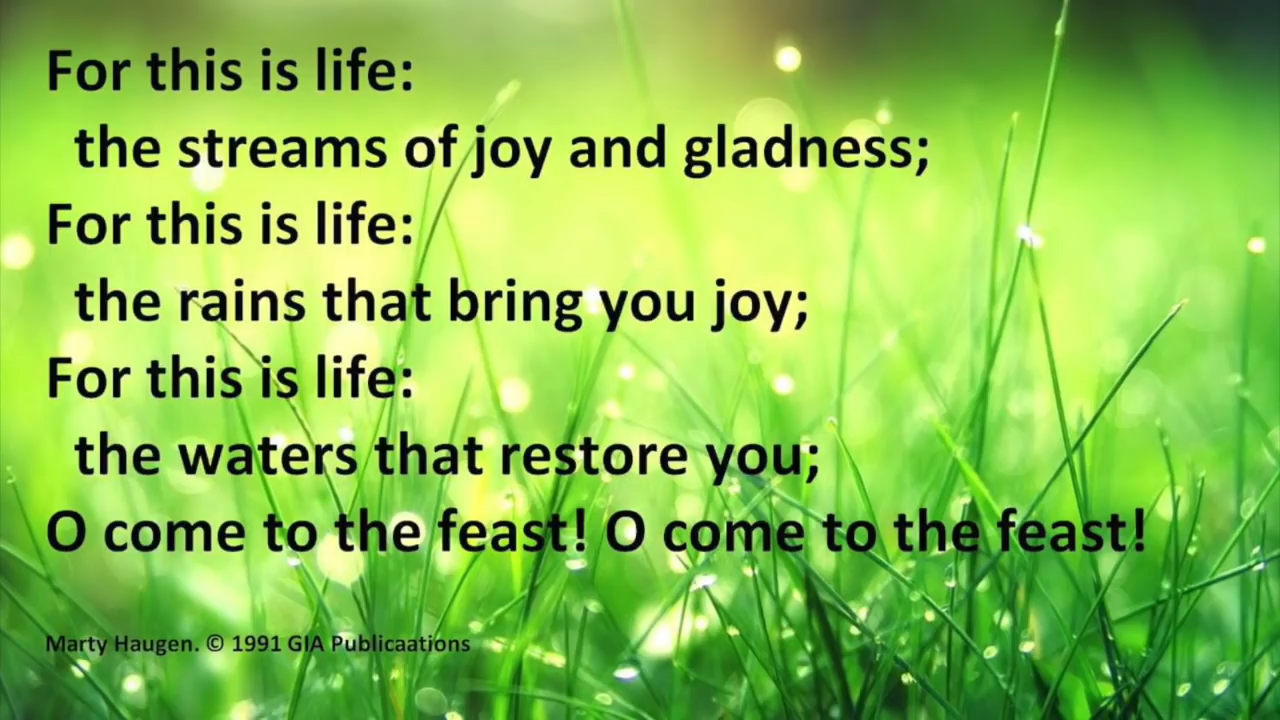 For this is life:
the streams of joy and gladness;
For this is life:
the rains that bring you joy;
For this is life:
the waters that restore you;
O come to the feast! O come to the feast!
Marty Haugen. © 1991 GIA Publicaations